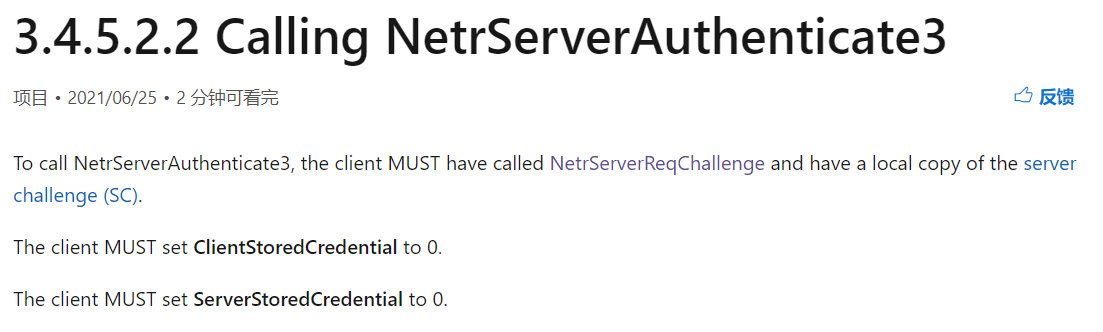 3.4.5.2.2 Calling NetrServerAuthenticate3
项目 • 2021/06/25 • 2 分钟可看完
反馈
To call NetrServerAuthenticate3, the client MUST have called NetrServerReqChallenge and have a local copy of the server
challenge (SC).
The client MUST set ClientStoredCredential to 0.
The client MUST set ServerStoredCredential to 0.